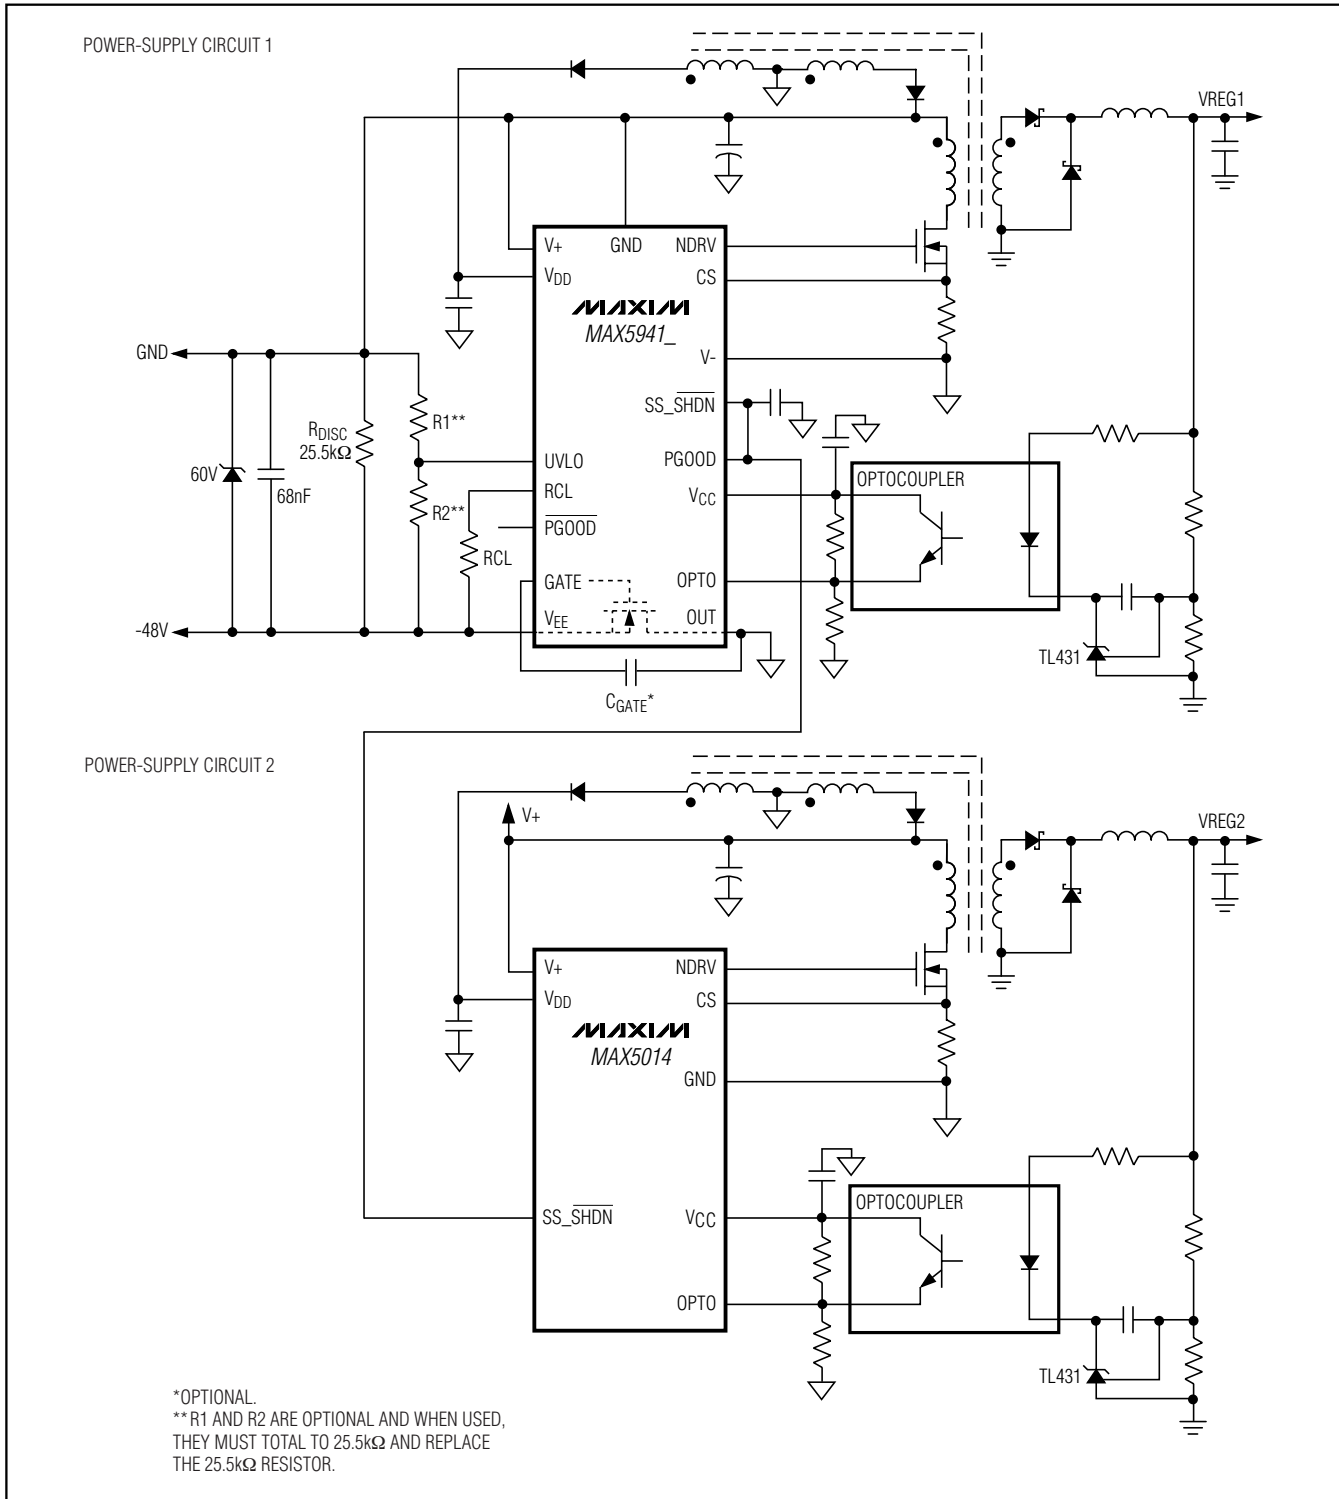 POWER-SUPPLY CIRCUIT 1
VREG1
V+
GND
NDRV
VDD
CS
MAXIM
MAX5941_
GND
V-
SS_SHDN
R1**
RDISC
25.5kΩ
PGOOD
UVLO
60V
68nF
OPTOCOUPLER
RCL
VCC
R2**
PGOOD
RCL
GATE
OPTO
VEE
OUT
-48V
TL431
CGATE*
POWER-SUPPLY CIRCUIT 2
V+
VREG2
V+
NDRV
VDD
CS
MAXIM
MAX5014
GND
OPTOCOUPLER
SS_SHDN
VCC
OPTO
TL431
*OPTIONAL.
**R1 AND R2 ARE OPTIONAL AND WHEN USED,
THEY MUST TOTAL TO 25.5kΩ AND REPLACE
THE 25.5kΩ RESISTOR.